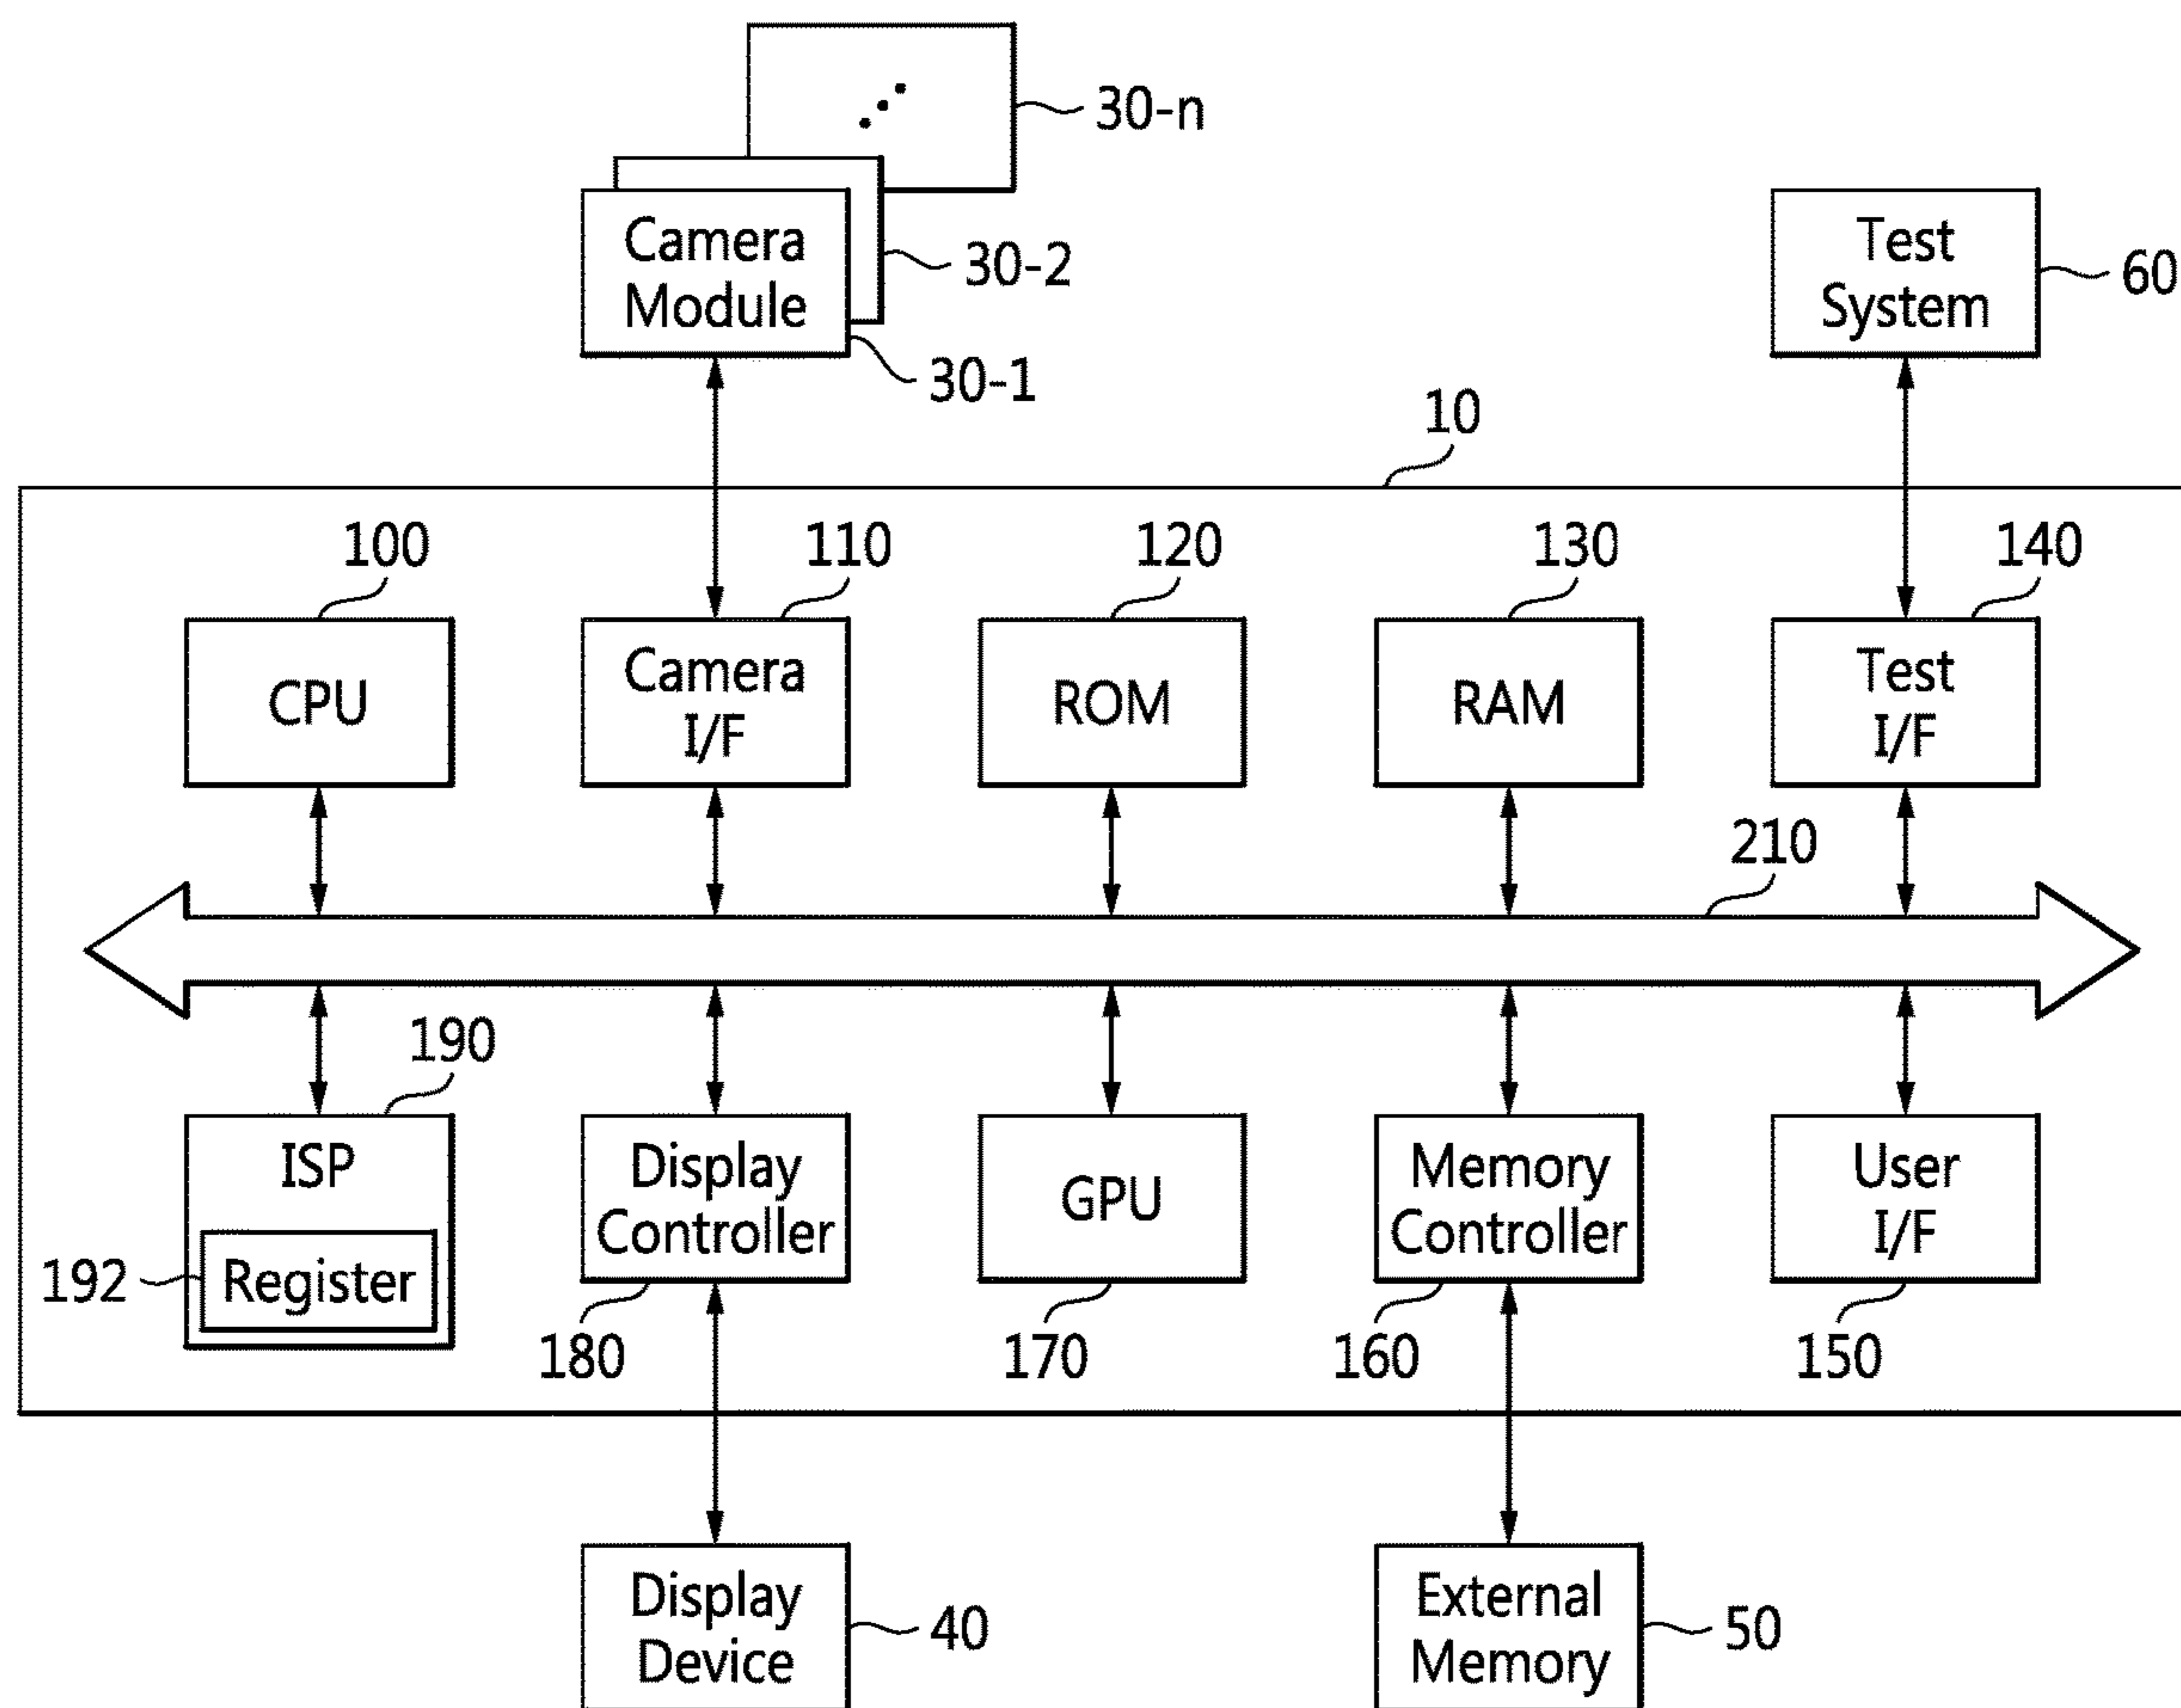 30-n
Camera
Module
30-2
30-1
Test
System
60
10
100
110
120
130
140
CPU
Camera
I/F
ROM
RAM
Test
I/F
210
190
ISP
Register
192
Display
Controller
180
GPU
170
Memory
Controller
160
User
I/F
150
Display
Device
40
External
Memory
50